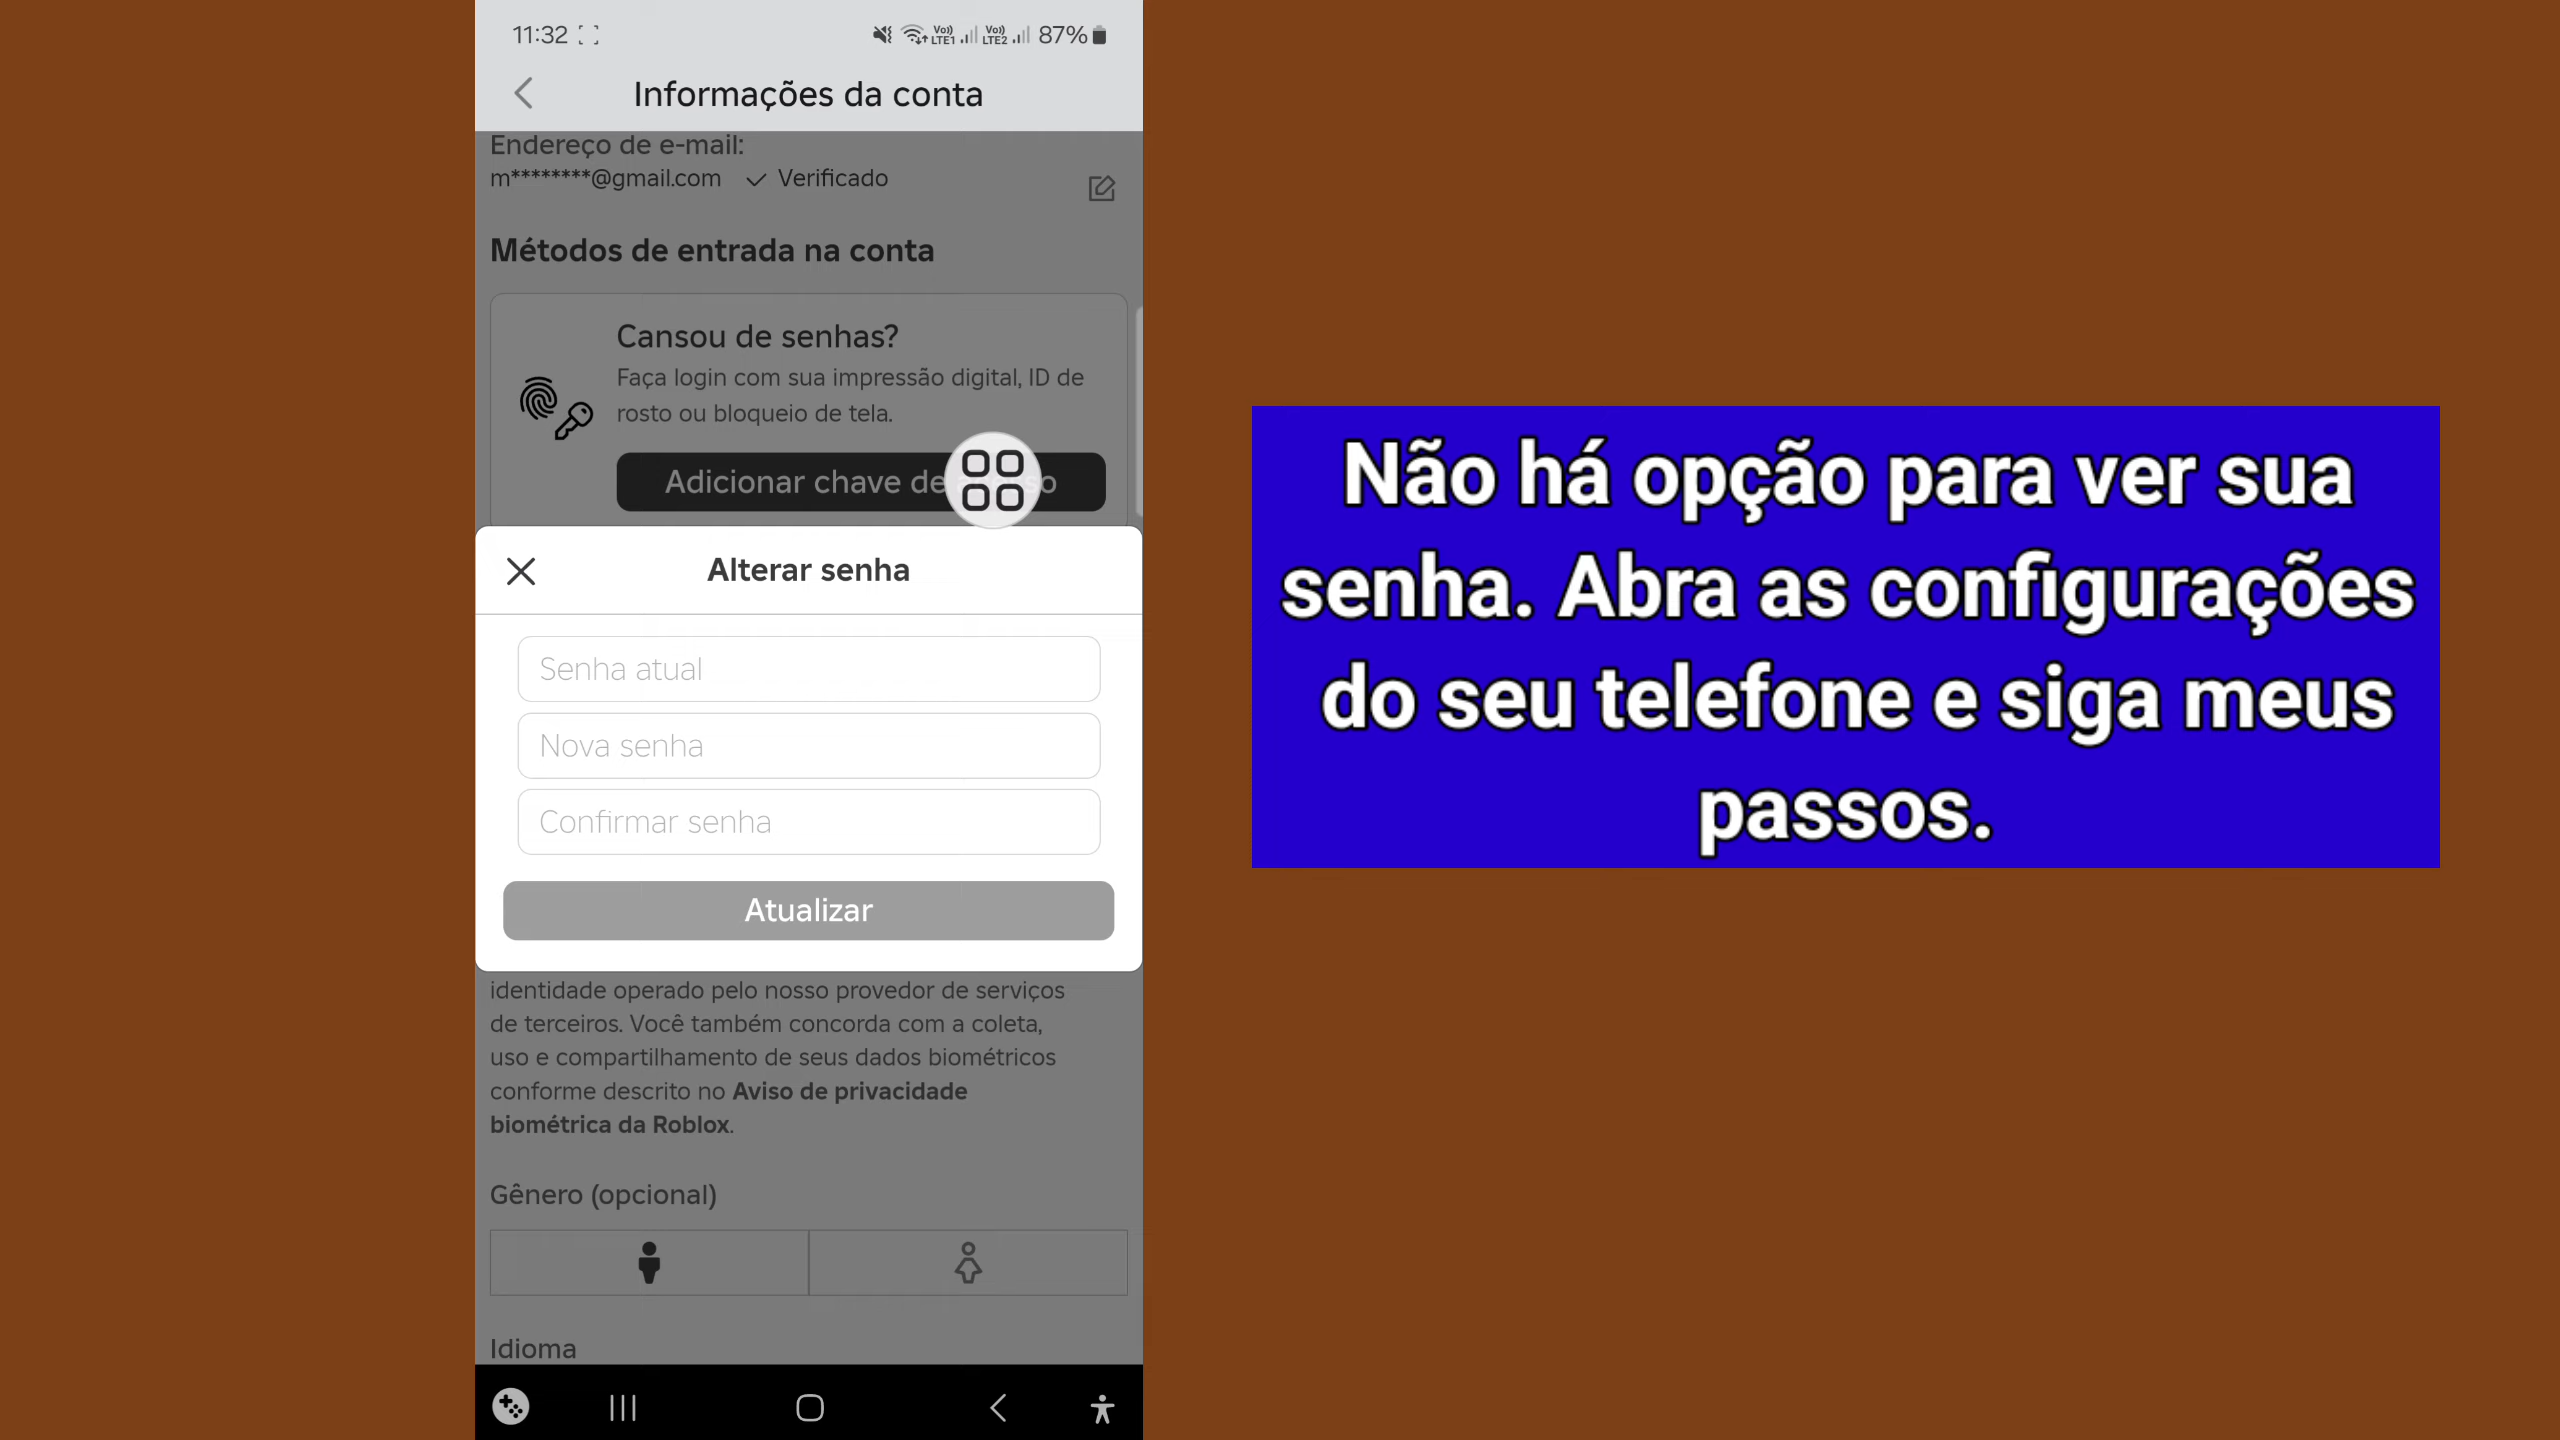 11:32
Vo)) LTE1 Vo)) LTE2 87%
Informações da conta
Endereço de e-mail:
m********@gmail.com Verificado
Métodos de entrada na conta
Cansou de senhas?
Faça login com sua impressão digital, ID de
rosto ou bloqueio de tela.
Adicionar chave de
Alterar senha
Senha atual
Nova senha
Confirmar senha
Atualizar
identidade operado pelo nosso provedor de serviços
de terceiros. Você também concorda com a coleta,
uso e compartilhamento de seus dados biométricos
conforme descrito no Aviso de privacidade
biométrica da Roblox.
Gênero (opcional)
Idioma
Não há opção para ver sua
senha. Abra as configurações
do seu telefone e siga meus
passos.